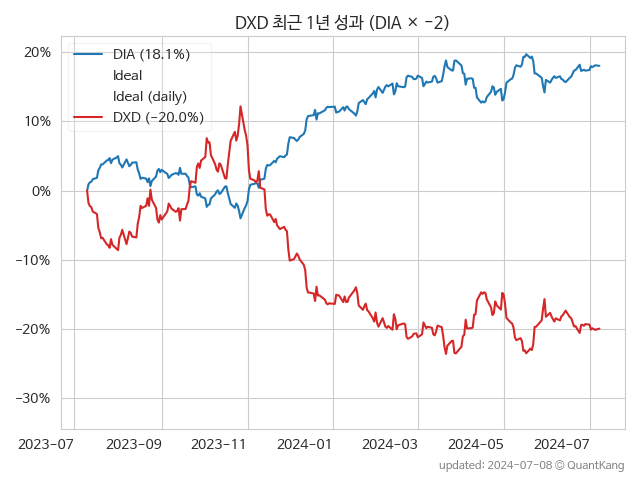 DXD 최근 1년 성과 (DIA × −2)
DIA (18.1%)
Ideal
Ideal (daily)
DXD (−20.0%)
20%
10%
0%
−10%
−20%
−30%
2023-07
2023-09
2023-11
2024-01
2024-03
2024-05
2024-07
updated: 2024-07-08 © QuantKang